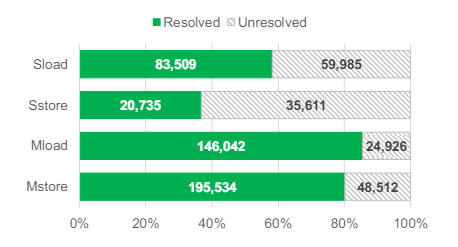 Resolved Unresolved
Sload 83,509 59,985
Sstore 20,735 35,611
Mload 146,042 24,926
Mstore 195,534 48,512
0% 20% 40% 60% 80% 100%